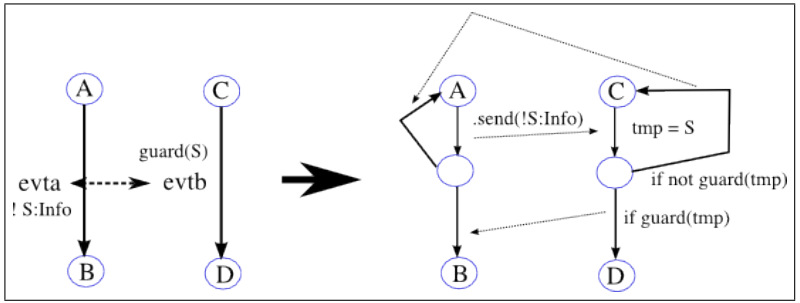 A
C
guard(S)
evta
evtb
! S:Info
B
D
A
C
.send(!S:Info)
tmp = S
if not guard(tmp)
if guard(tmp)
B
D